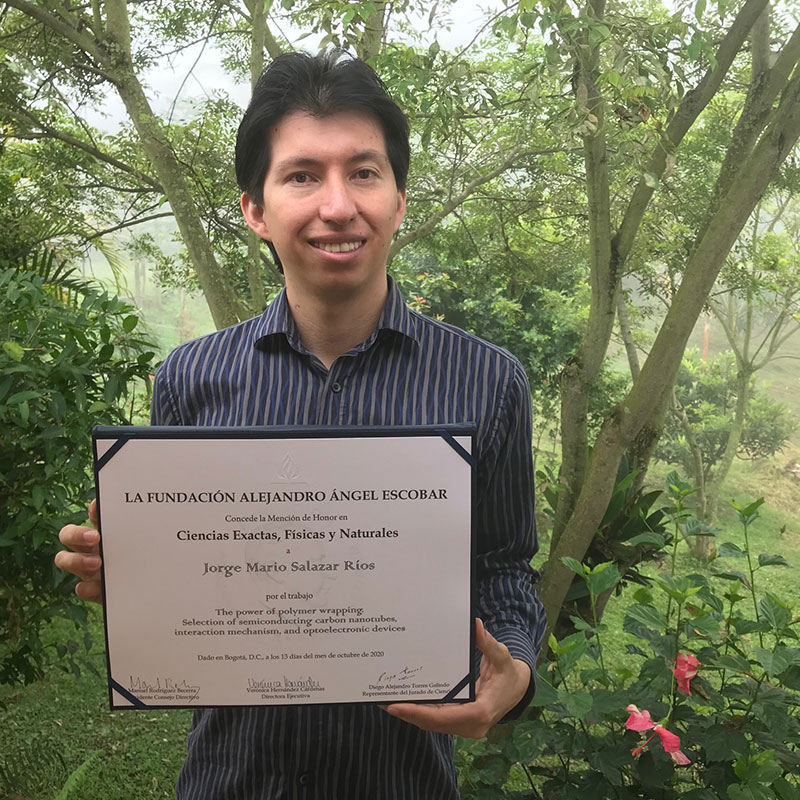 LA FUNDACIÓN ALEJANDRO ÁNGEL ESCOBAR
Concede la Mención de Honor en
Ciencias Exactas, Físicas y Naturales
a
Jorge Mario Salazar Ríos
por el trabajo
The power of polymer wrapping.
Selection of semiconducting carbon nanotubes,
interaction mechanism, and optoelectronic devices
Dado en Bogotá, D.C., a los 13 días del mes de octubre de 2020
Manuel Rodríguez Becerra
Consejo Directivo
Verónica Hernández Cárdenas
Directora Ejecutiva
Diego Alejandro Torres Galindo
Representante del Jurado de